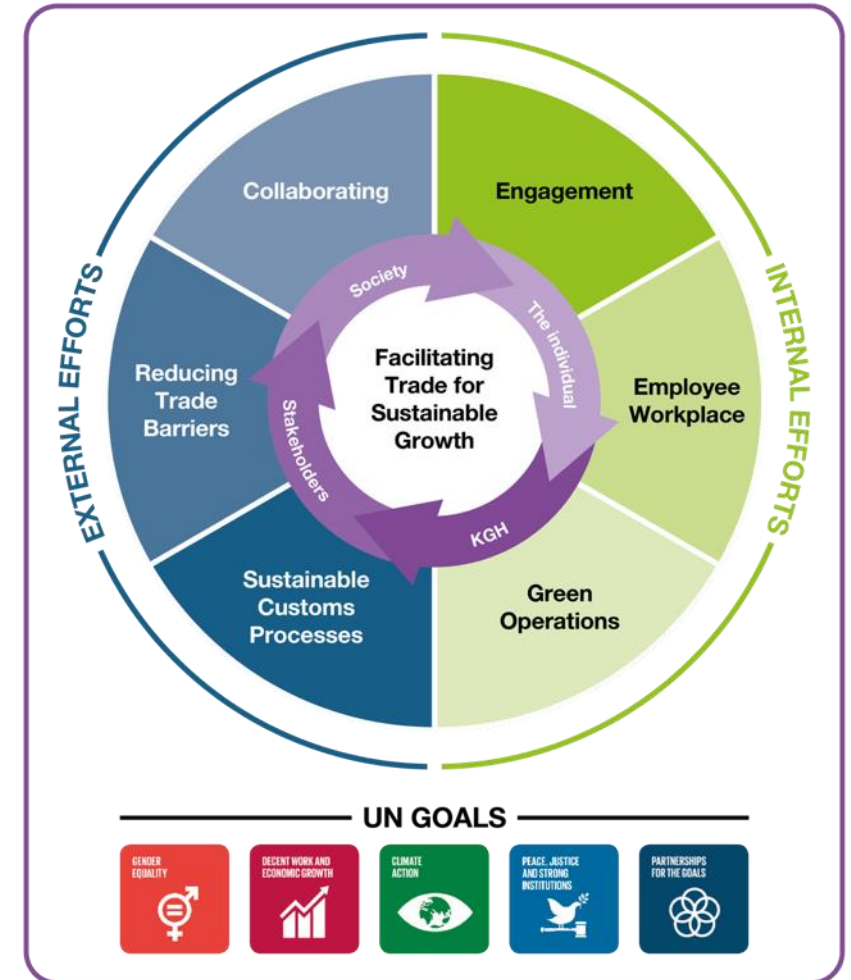 Collaborating
Engagement
EXTERNAL EFFORTS
INTERNAL EFFORTS
Society
The individual
Reducing
Trade
Barriers
Stakeholders
Facilitating
Trade for
Sustainable
Growth
Employee
Workplace
KGH
Sustainable
Customs
Processes
Green
Operations
UN GOALS
GENDER
EQUALITY
DECENT WORK AND
ECONOMIC GROWTH
CLIMATE
ACTION
PEACE, JUSTICE
AND STRONG
INSTITUTIONS
PARTNERSHIPS
FOR THE GOALS